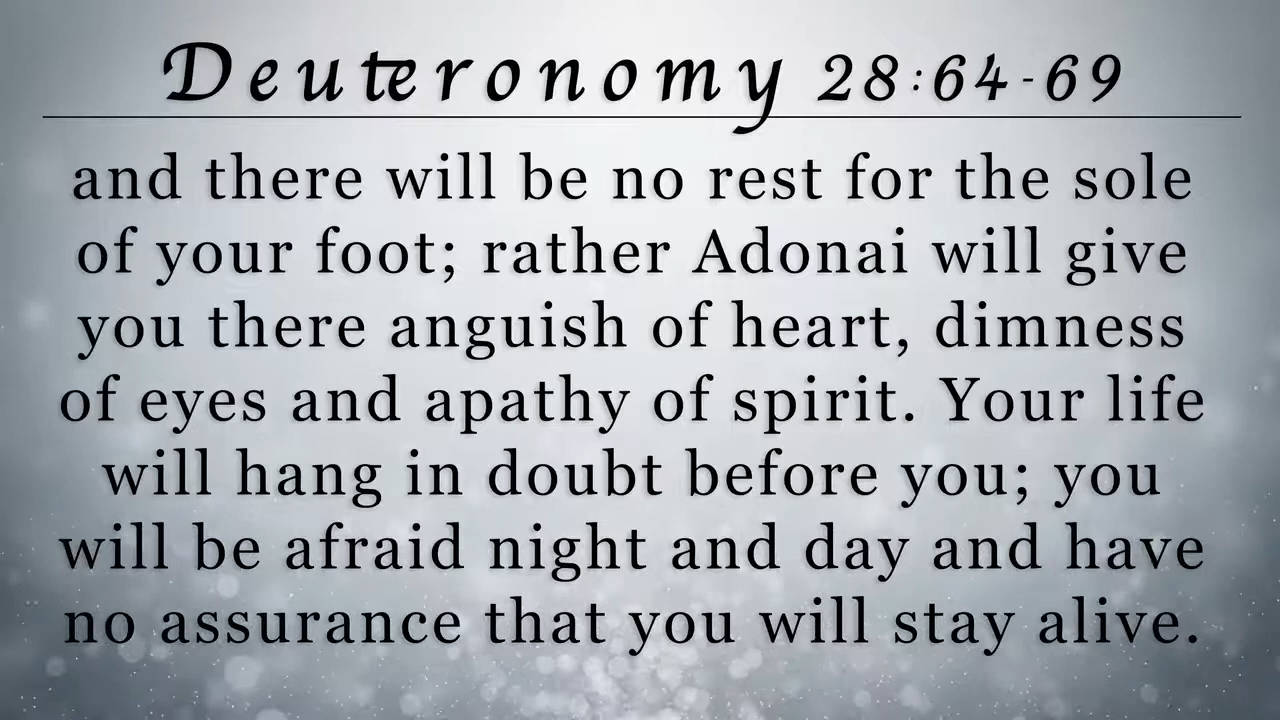 Deuteronomy 28:64-69
and there will be no rest for the sole
of your foot; rather Adonai will give
you there anguish of heart, dimness
of eyes and apathy of spirit. Your life
will hang in doubt before you; you
will be afraid night and day and have
no assurance that you will stay alive.